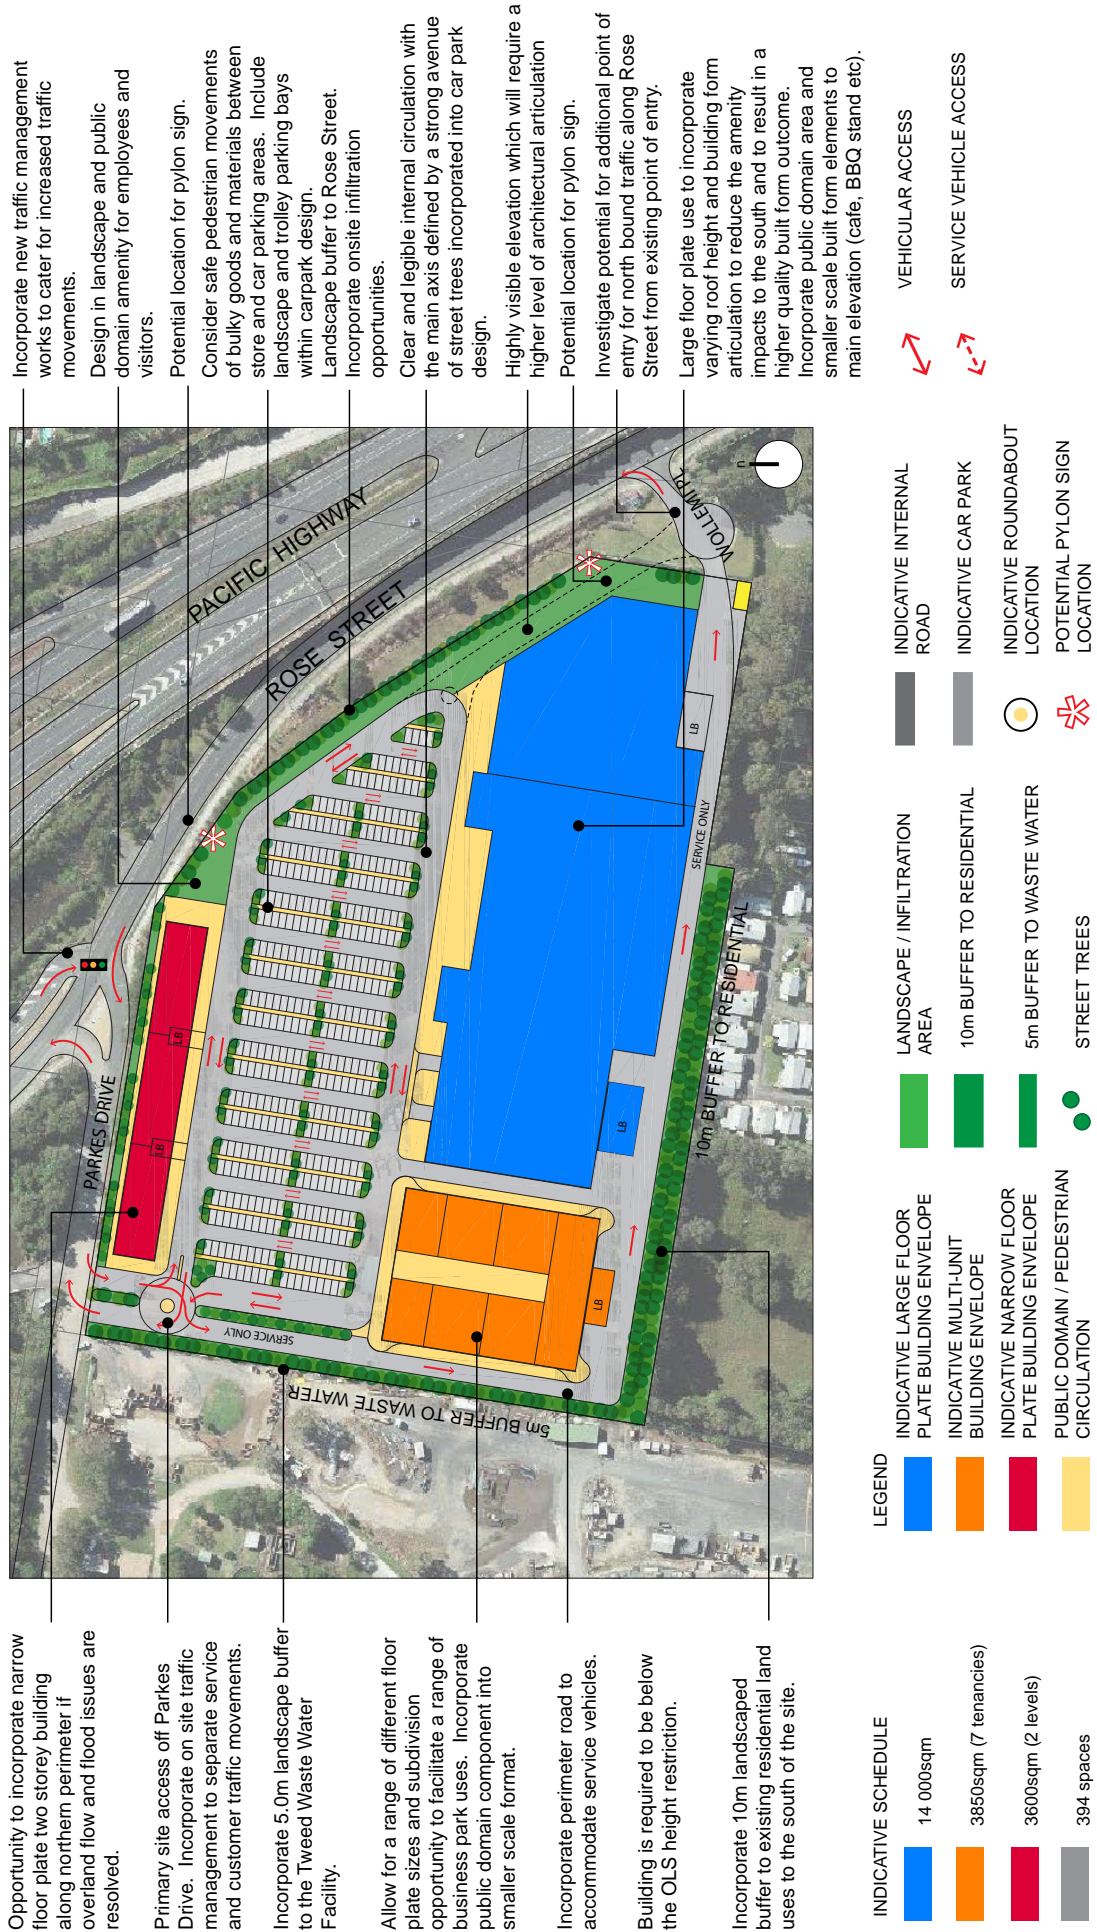 Opportunity to incorporate narrow
floor plate two storey building
along northern perimeter if
overland flow and flood issues are
resolved.
Primary site access off Parkes
Drive.  Incorporate on site traffic
management to separate service
and customer traffic movements.
Incorporate 5.0m landscape buffer
to the Tweed Waste Water
Facility.
Allow for a range of different floor
plate sizes and subdivision
opportunity to facilitate a range of
business park uses.  Incorporate
public domain component into
smaller scale format.
Incorporate perimeter road to
accommodate service vehicles.
Building is required to be below
the OLS height restriction.
Incorporate 10m landscaped
buffer to existing residential land
uses to the south of the site.
PARKES DRIVE
PACIFIC HIGHWAY
ROSE STREET
WOLLEMI PL
n
LB
LB
LB
LB
LB
SERVICE ONLY
SERVICE ONLY
5m BUFFER TO WASTE WATER
10m BUFFER TO RESIDENTIAL
Incorporate new traffic management
works to cater for increased traffic
movements.
Design in landscape and public
domain amenity for employees and
visitors.
Potential location for pylon sign.
Consider safe pedestrian movements
of bulky goods and materials between
store and car parking areas.  Include
landscape and trolley parking bays
within carpark design.
Landscape buffer to Rose Street.
Incorporate onsite infiltration
opportunities.
Clear and legible internal circulation with
the main axis defined by a strong avenue
of street trees incorporated into car park
design.
Highly visible elevation which will require a
higher level of architectural articulation
Potential location for pylon sign.
Investigate potential for additional point of
entry for north bound traffic along Rose
Street from existing point of entry.
Large floor plate use to incorporate
varying roof height and building form
articulation to reduce the amenity
impacts to the south and to result in a
higher quality built form outcome.
Incorporate public domain area and
smaller scale built form elements to
main elevation (cafe, BBQ stand etc).
INDICATIVE SCHEDULE
14 000sqm
3850sqm (7 tenancies)
3600sqm (2 levels)
394 spaces
LEGEND
INDICATIVE LARGE FLOOR
PLATE BUILDING ENVELOPE
INDICATIVE MULTI-UNIT
BUILDING ENVELOPE
INDICATIVE NARROW FLOOR
PLATE BUILDING ENVELOPE
PUBLIC DOMAIN / PEDESTRIAN
CIRCULATION
LANDSCAPE / INFILTRATION
AREA
10m BUFFER TO RESIDENTIAL
5m BUFFER TO WASTE WATER
STREET TREES
INDICATIVE INTERNAL
ROAD
INDICATIVE CAR PARK
INDICATIVE ROUNDABOUT
LOCATION
POTENTIAL PYLON SIGN
LOCATION
VEHICULAR ACCESS
SERVICE VEHICLE ACCESS